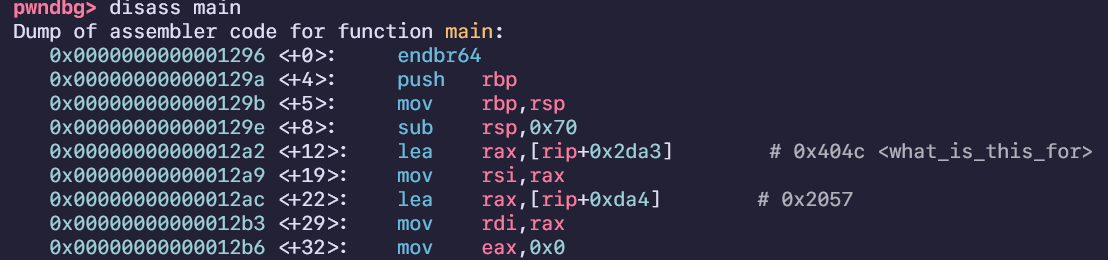 pwndbg> disass main
Dump of assembler code for function main:
0x0000000000001296 <+0>: endbr64
0x000000000000129a <+4>: push rbp
0x000000000000129b <+5>: mov rbp,rsp
0x000000000000129e <+8>: sub rsp,0x70
0x00000000000012a2 <+12>: lea rax,[rip+0x2da3] # 0x404c <what_is_this_for>
0x00000000000012a9 <+19>: mov rsi,rax
0x00000000000012ac <+22>: lea rax,[rip+0xda4] # 0x2057
0x00000000000012b3 <+29>: mov rdi,rax
0x00000000000012b6 <+32>: mov eax,0x0